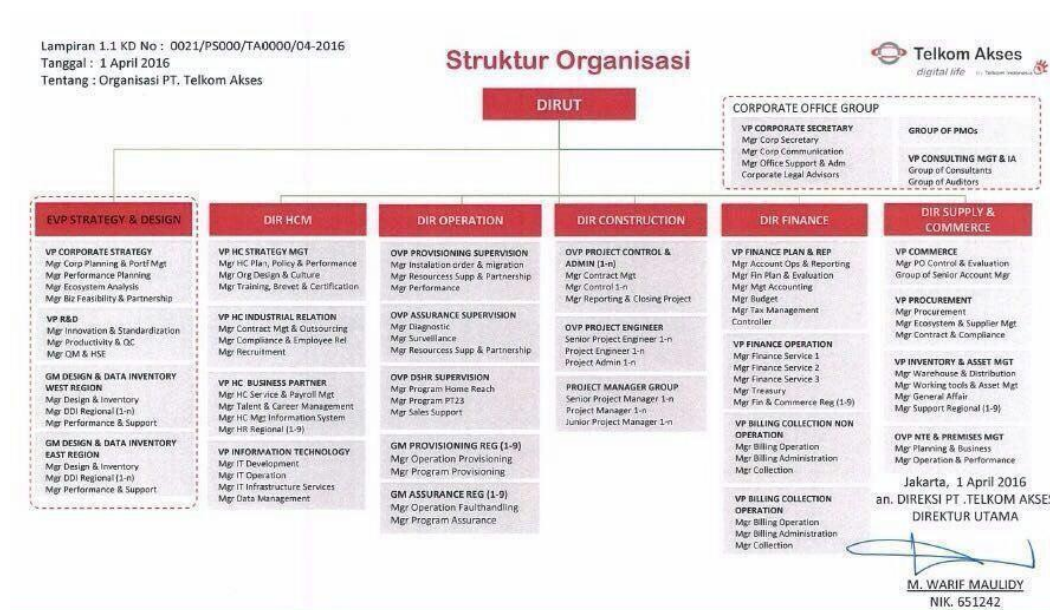 Lampiran 1.1 KD No : 0021/PS000/TA0000/04-2016
Tanggal : 1 April 2016
Tentang : Organisasi PT. Telkom Akses
Struktur Organisasi
Telkom Akses
digital life by Telkom Indonesia
DIRUT
CORPORATE OFFICE GROUP
VP CORPORATE SECRETARY
Mgr Corp Secretary
Mgr Corp Communication
Mgr Office Support & Adm
Corporate Legal Advisors
GROUP OF PMOs
VP CONSULTING MGT & IA
Group of Consultants
Group of Auditors
EVP STRATEGY & DESIGN
VP CORPORATE STRATEGY
Mgr Corp Planning & Portf Mgt
Mgr Performance Planning
Mgr Ecosystem Analysis
Mgr Biz Feasibility & Partnership
VP R&D
Mgr Innovation & Standardization
Mgr Productivity & QC
Mgr QM & HSE
GM DESIGN & DATA INVENTORY
WEST REGION
Mgr Design & Inventory
Mgr DDI Regional (1-n)
Mgr Performance & Support
GM DESIGN & DATA INVENTORY
EAST REGION
Mgr Design & Inventory
Mgr DDI Regional (1-n)
Mgr Performance & Support
DIR HCM
VP HC STRATEGY MGT
Mgr HC Plan, Policy & Performance
Mgr Org Design & Culture
Mgr Training, Brevet & Certification
VP HC INDUSTRIAL RELATION
Mgr Contract Mgt & Outsourcing
Mgr Compliance & Employee Rel
Mgr Recruitment
VP HC BUSINESS PARTNER
Mgr HC Service & Payroll Mgt
Mgr Talent & Career Management
Mgr HC Mgt Information System
Mgr HR Regional (1-9)
VP INFORMATION TECHNOLOGY
Mgr IT Development
Mgr IT Operation
Mgr IT Infrastructure Services
Mgr Data Management
DIR OPERATION
OVP PROVISIONING SUPERVISION
Mgr Instalation order & migration
Mgr Resourcess Supp & Partnership
Mgr Performance
OVP ASSURANCE SUPERVISION
Mgr Diagnostic
Mgr Surveillance
Mgr Resourcess Supp & Partnership
OVP DSHR SUPERVISION
Mgr Program Home Reach
Mgr Program PT23
Mgr Sales Support
GM PROVISIONING REG (1-9)
Mgr Operation Provisioning
Mgr Program Provisioning
GM ASSURANCE REG (1-9)
Mgr Operation Faulthandling
Mgr Program Assurance
DIR CONSTRUCTION
OVP PROJECT CONTROL &
ADMIN (1-n)
Mgr Contract Mgt
Mgr Control 1-n
Mgr Reporting & Closing Project
OVP PROJECT ENGINEER
Senior Project Engineer 1-n
Project Engineer 1-n
Project Admin 1-n
PROJECT MANAGER GROUP
Senior Project Manager 1-n
Project Manager 1-n
Junior Project Manager 1-n
DIR FINANCE
VP FINANCE PLAN & REP
Mgr Account Ops & Reporting
Mgr Fin Plan & Evaluation
Mgr Mgt Accounting
Mgr Budget
Mgr Tax Management
Controller
VP FINANCE OPERATION
Mgr Finance Service 1
Mgr Finance Service 2
Mgr Finance Service 3
Mgr Treasury
Mgr Fin & Commerce Reg (1-9)
VP BILLING COLLECTION NON
OPERATION
Mgr Billing Operation
Mgr Billing Administration
Mgr Collection
VP BILLING COLLECTION
OPERATION
Mgr Billing Operation
Mgr Billing Administration
Mgr Collection
DIR SUPPLY &
COMMERCE
VP COMMERCE
Mgr PO Control & Evaluation
Group of Senior Account Mgr
VP PROCUREMENT
Mgr Procurement
Mgr Ecosystem & Supplier Mgt
Mgr Contract & Compliance
VP INVENTORY & ASSET MGT
Mgr Warehouse & Distribution
Mgr Working tools & Asset Mgt
Mgr General Affair
Mgr Support Regional (1-9)
OVP NTE & PREMISES MGT
Mgr Planning & Business
Mgr Operation & Performance
Jakarta, 1 April 2016
an. DIREKSI PT .TELKOM AKSES
DIREKTUR UTAMA
M. WARIF MAULIDY
NIK. 651242